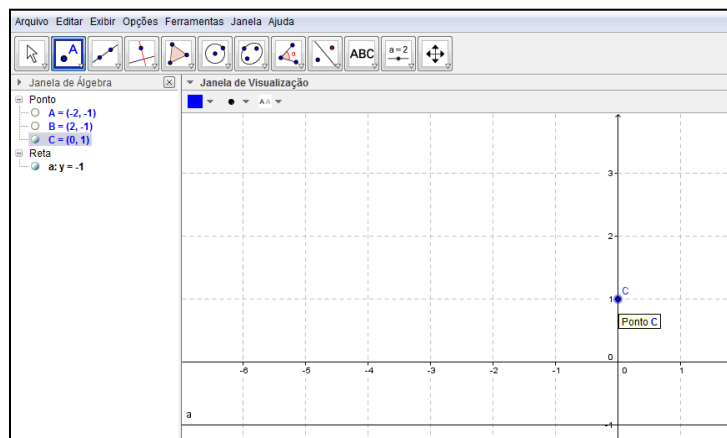 Arquivo Editar Exibir Opções Ferramentas Janela Ajuda
A ABC a=2
Janela de Álgebra
Janela de Visualização
Ponto
A = (-2, -1)
B = (2, -1)
C = (0, 1)
Reta
a: y = -1
A A
3
2
C
1
Ponto C
0
-6 -5 -4 -3 -2 -1 0 1
a
-1